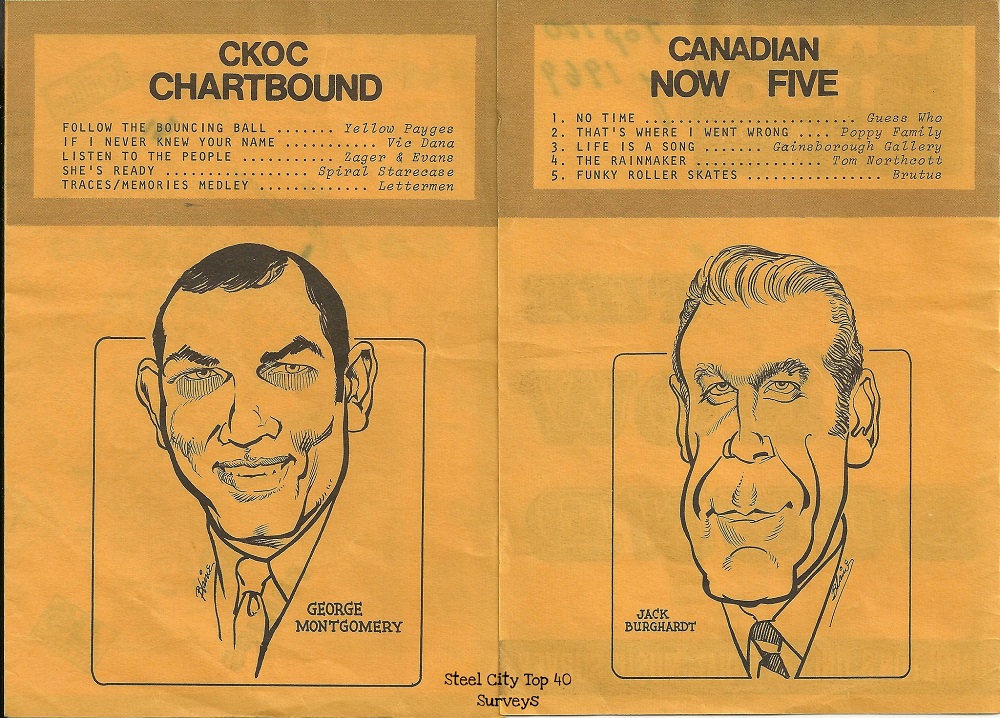 CKOC
CHARTBOUND
FOLLOW THE BOUNCING BALL ....... Yellow Payges
IF I NEVER KNEW YOUR NAME ........... Vic Dana
LISTEN TO THE PEOPLE .......... Zager & Evans
SHE'S READY ................. Spiral Starecase
TRACES/MEMORIES MEDLEY ............. Lettermen
GEORGE
MONTGOMERY
Blaine
CANADIAN
NOW FIVE
1. NO TIME ........................ Guess Who
2. THAT'S WHERE I WENT WRONG .... Poppy Family
3. LIFE IS A SONG ....... Gainsborough Gallery
4. THE RAINMAKER ............... Tom Northcott
5. FUNKY ROLLER SKATES ................ Brutus
JACK
BURGHARDT
Blaine
Steel City Top 40
Surveys